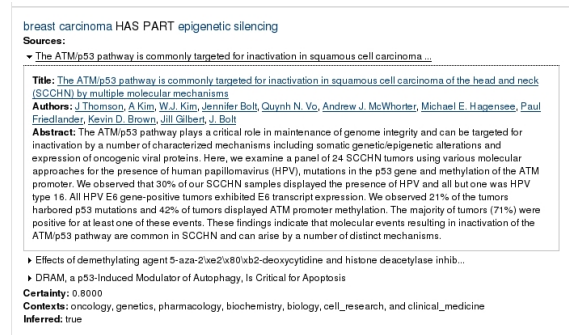 breast carcinoma HAS PART epigenetic silencing
Sources:
The ATM/p53 pathway is commonly targeted for inactivation in squamous cell carcinoma ...
Title: The ATM/p53 pathway is commonly targeted for inactivation in squamous cell carcinoma of the head and neck
(SCCHN) by multiple molecular mechanisms
Authors: J Thomson, A Kim, W.J. Kim, Jennifer Bolt, Quynh N. Vo, Andrew J. McWhorter, Michael E. Hagensee, Paul
Friedlander, Kevin D. Brown, Jill Gilbert, J. Bolt
Abstract: The ATM/p53 pathway plays a critical role in maintenance of genome integrity and can be targeted for
inactivation by a number of characterized mechanisms including somatic genetic/epigenetic alterations and
expression of oncogenic viral proteins. Here, we examine a panel of 24 SCCHN tumors using various molecular
approaches for the presence of human papillomavirus (HPV), mutations in the p53 gene and methylation of the ATM
promoter. We observed that 30% of our SCCHN samples displayed the presence of HPV and all but one was HPV
type 16. All HPV E6 gene-positive tumors exhibited E6 transcript expression. We observed 21% of the tumors
harbored p53 mutations and 42% of tumors displayed ATM promoter methylation. The majority of tumors (71%) were
positive for at least one of these events. These findings indicate that molecular events resulting in inactivation of the
ATM/p53 pathway are common in SCCHN and can arise by a number of distinct mechanisms.
Effects of demethylating agent 5-aza-2\xe2\x80\xb2-deoxycytidine and histone deacetylase inhib...
DRAM, a p53-Induced Modulator of Autophagy, Is Critical for Apoptosis
Certainty: 0.8000
Contexts: oncology, genetics, pharmacology, biochemistry, biology, cell_research, and clinical_medicine
Inferred: true